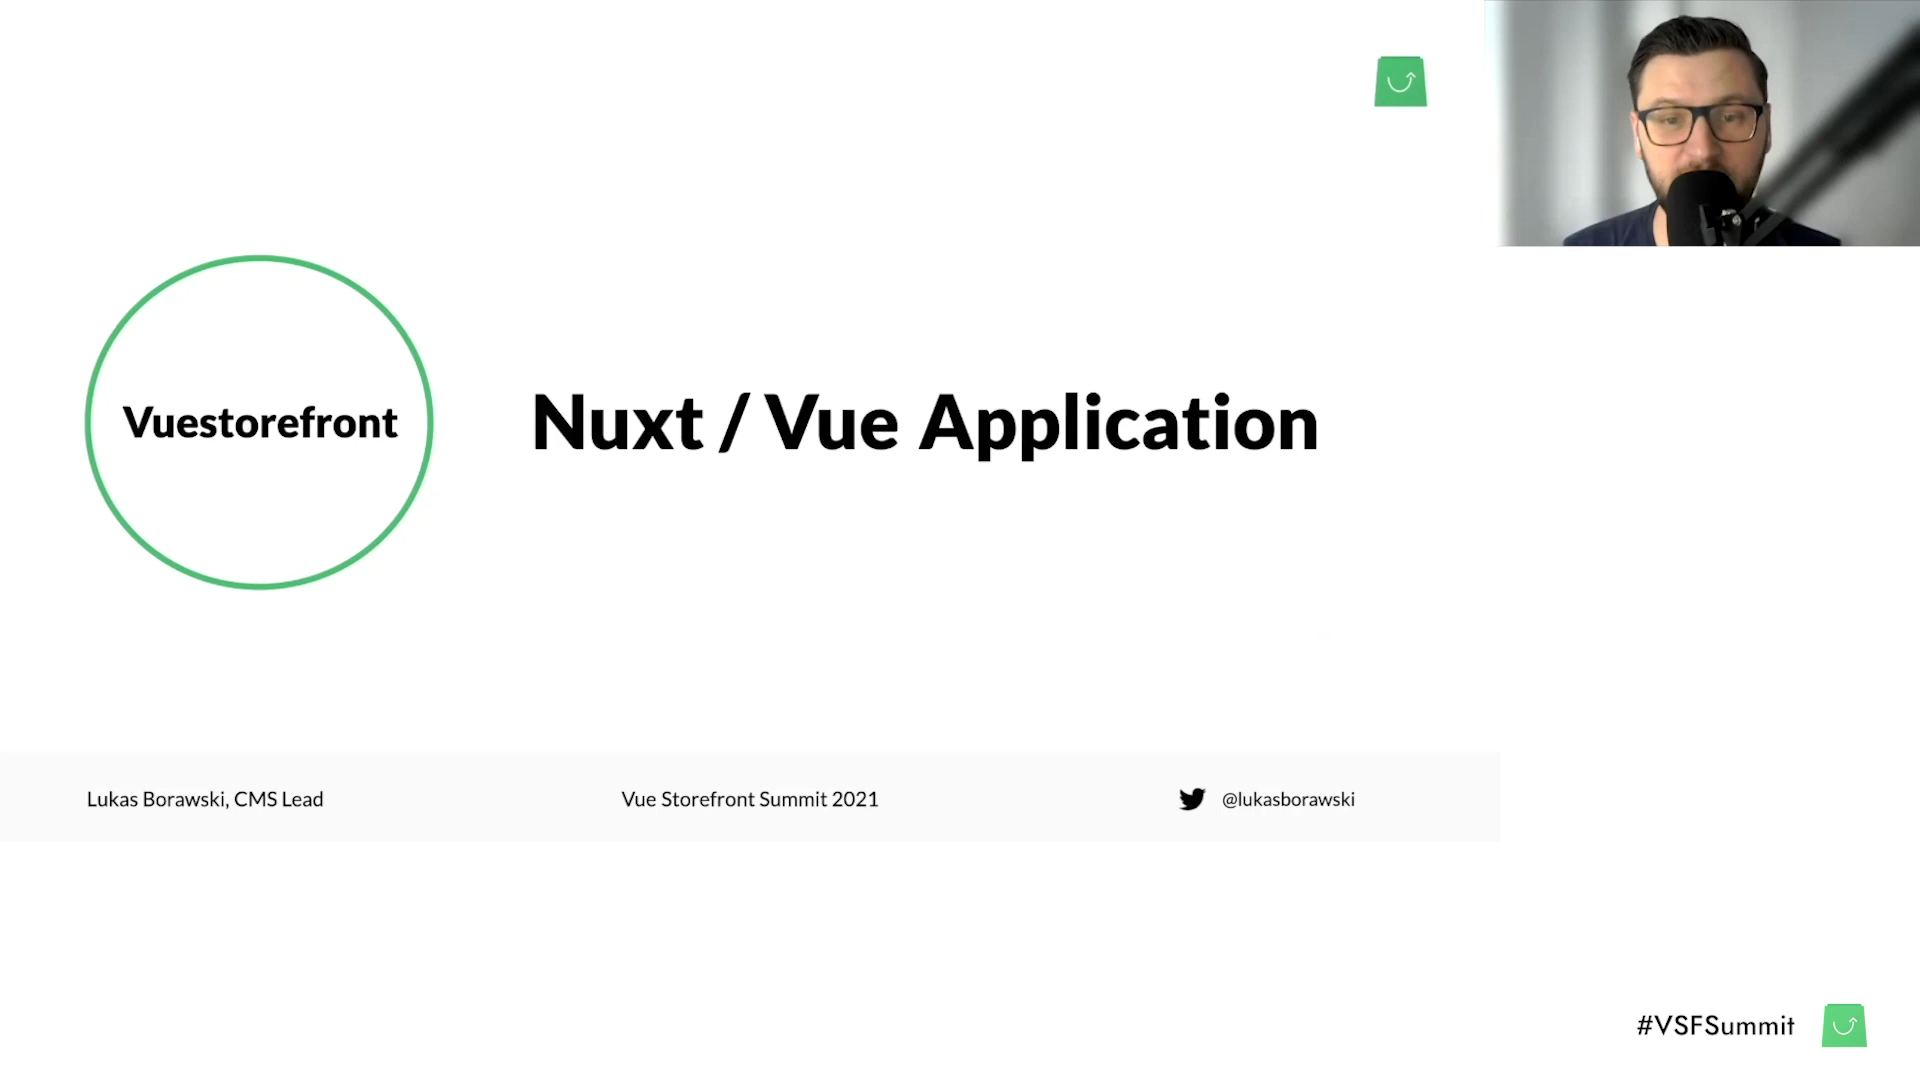 Vuestorefront
Nuxt / Vue Application
Lukas Borawski, CMS Lead
Vue Storefront Summit 2021
@lukasborawski
#VSFSummit